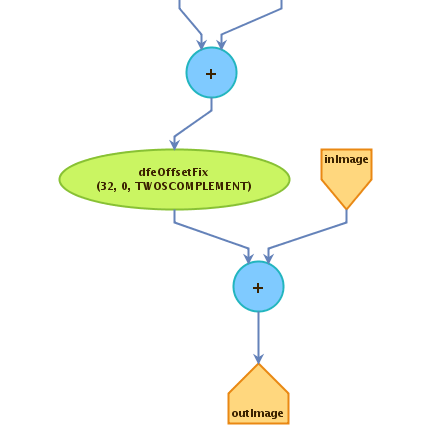 +
dfeOffsetFix
(32, 0, TWOSCOMPLEMENT)
inImage
+
outImage